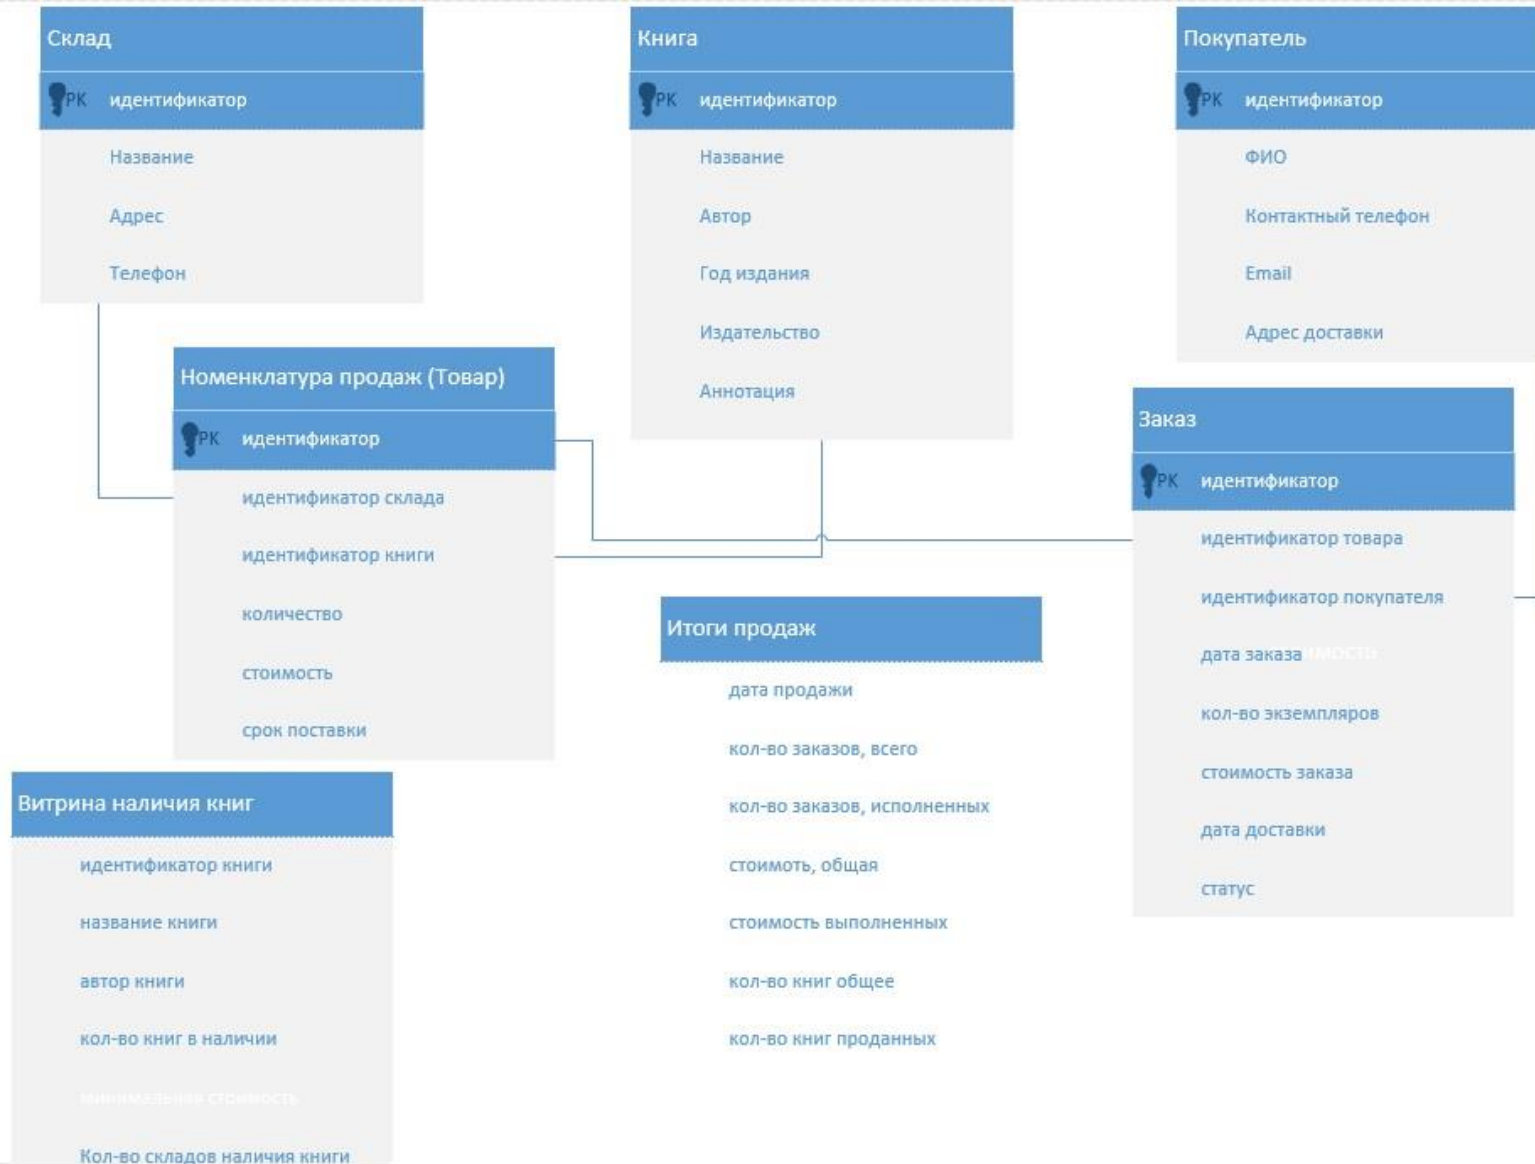 Склад
PK идентификатор
Название
Адрес
Телефон
Книга
PK идентификатор
Название
Автор
Год издания
Издательство
Аннотация
Покупатель
PK идентификатор
ФИО
Контактный телефон
Email
Адрес доставки
Номенклатура продаж (Товар)
PK идентификатор
идентификатор склада
идентификатор книги
количество
стоимость
срок поставки
Заказ
PK идентификатор
идентификатор товара
идентификатор покупателя
дата заказа
кол-во экземпляров
стоимость заказа
дата доставки
статус
Итоги продаж
дата продажи
кол-во заказов, всего
кол-во заказов, исполненных
стоимоть, общая
стоимость выполненных
кол-во книг общее
кол-во книг проданных
Витрина наличия книг
идентификатор книги
название книги
автор книги
кол-во книг в наличии
минимальная стоимость
Кол-во складов наличия книги